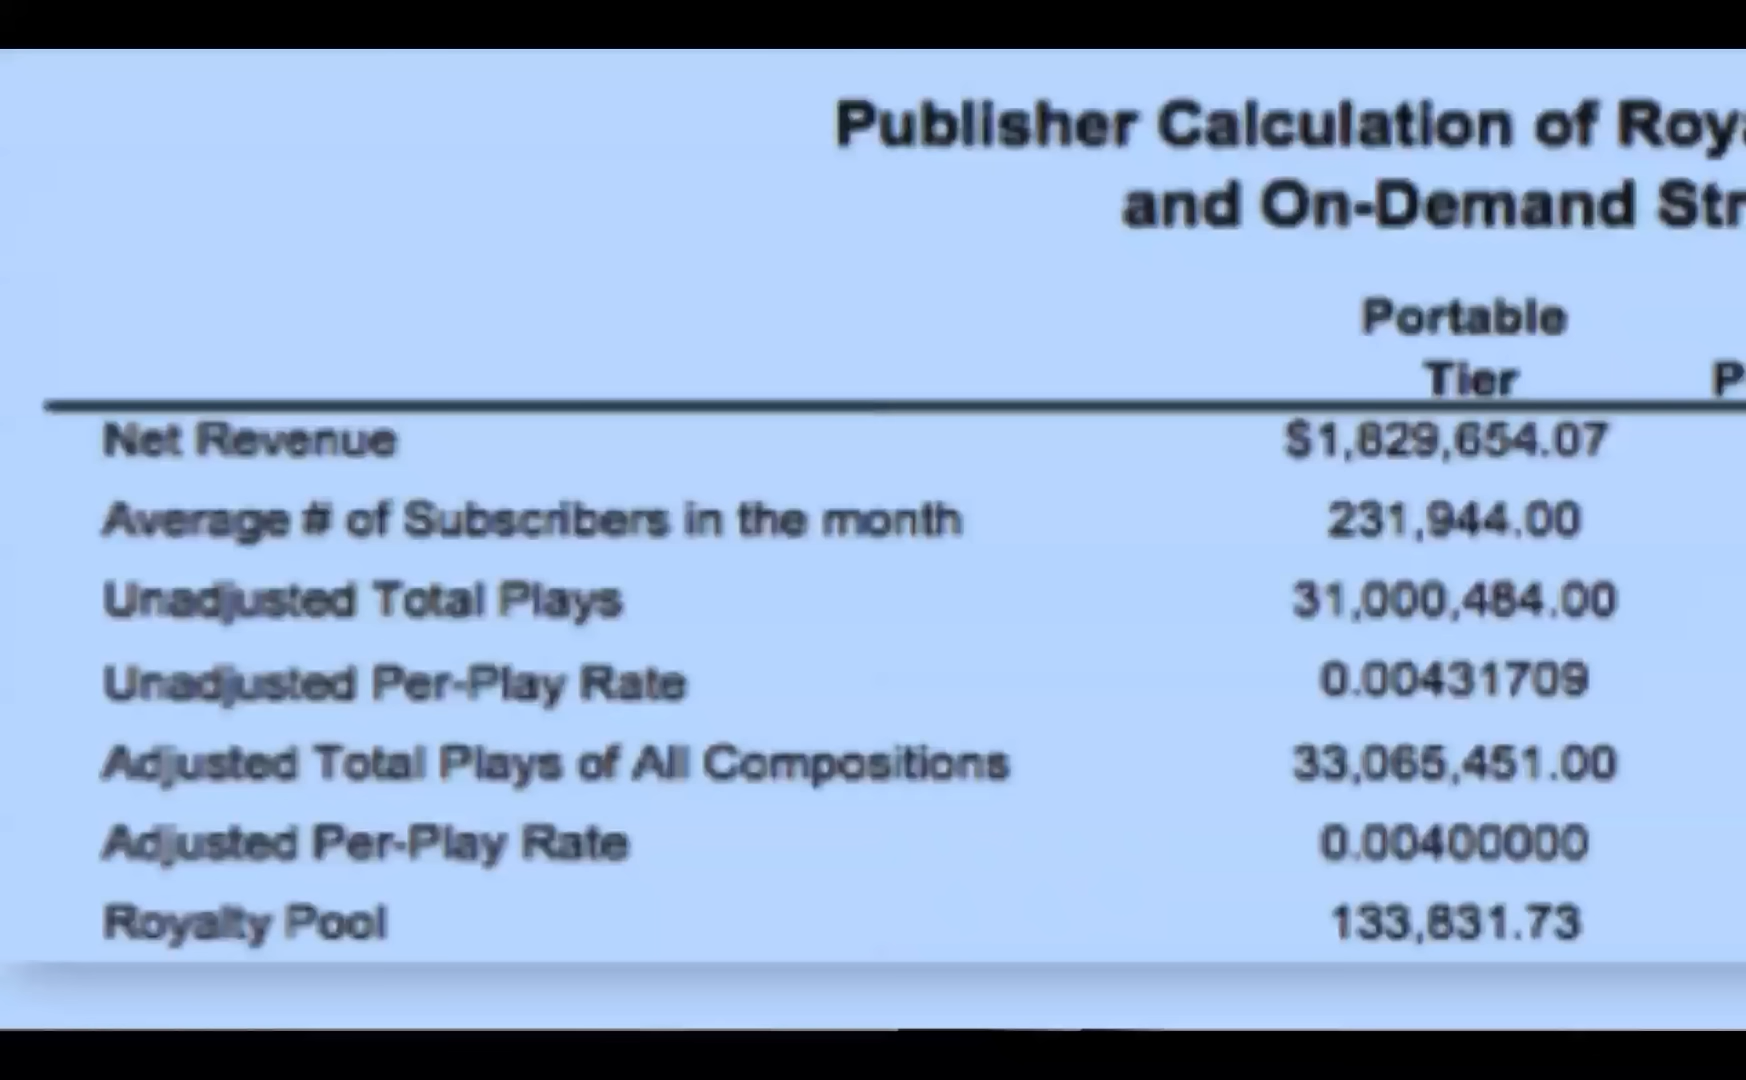 Publisher Calculation of Roya
and On-Demand Str
Portable
Tier P
Net Revenue $1,829,654.07
Average # of Subscribers in the month 231,944.00
Unadjusted Total Plays 31,000,484.00
Unadjusted Per-Play Rate 0.00431709
Adjusted Total Plays of All Compositions 33,065,451.00
Adjusted Per-Play Rate 0.00400000
Royalty Pool 133,831.73